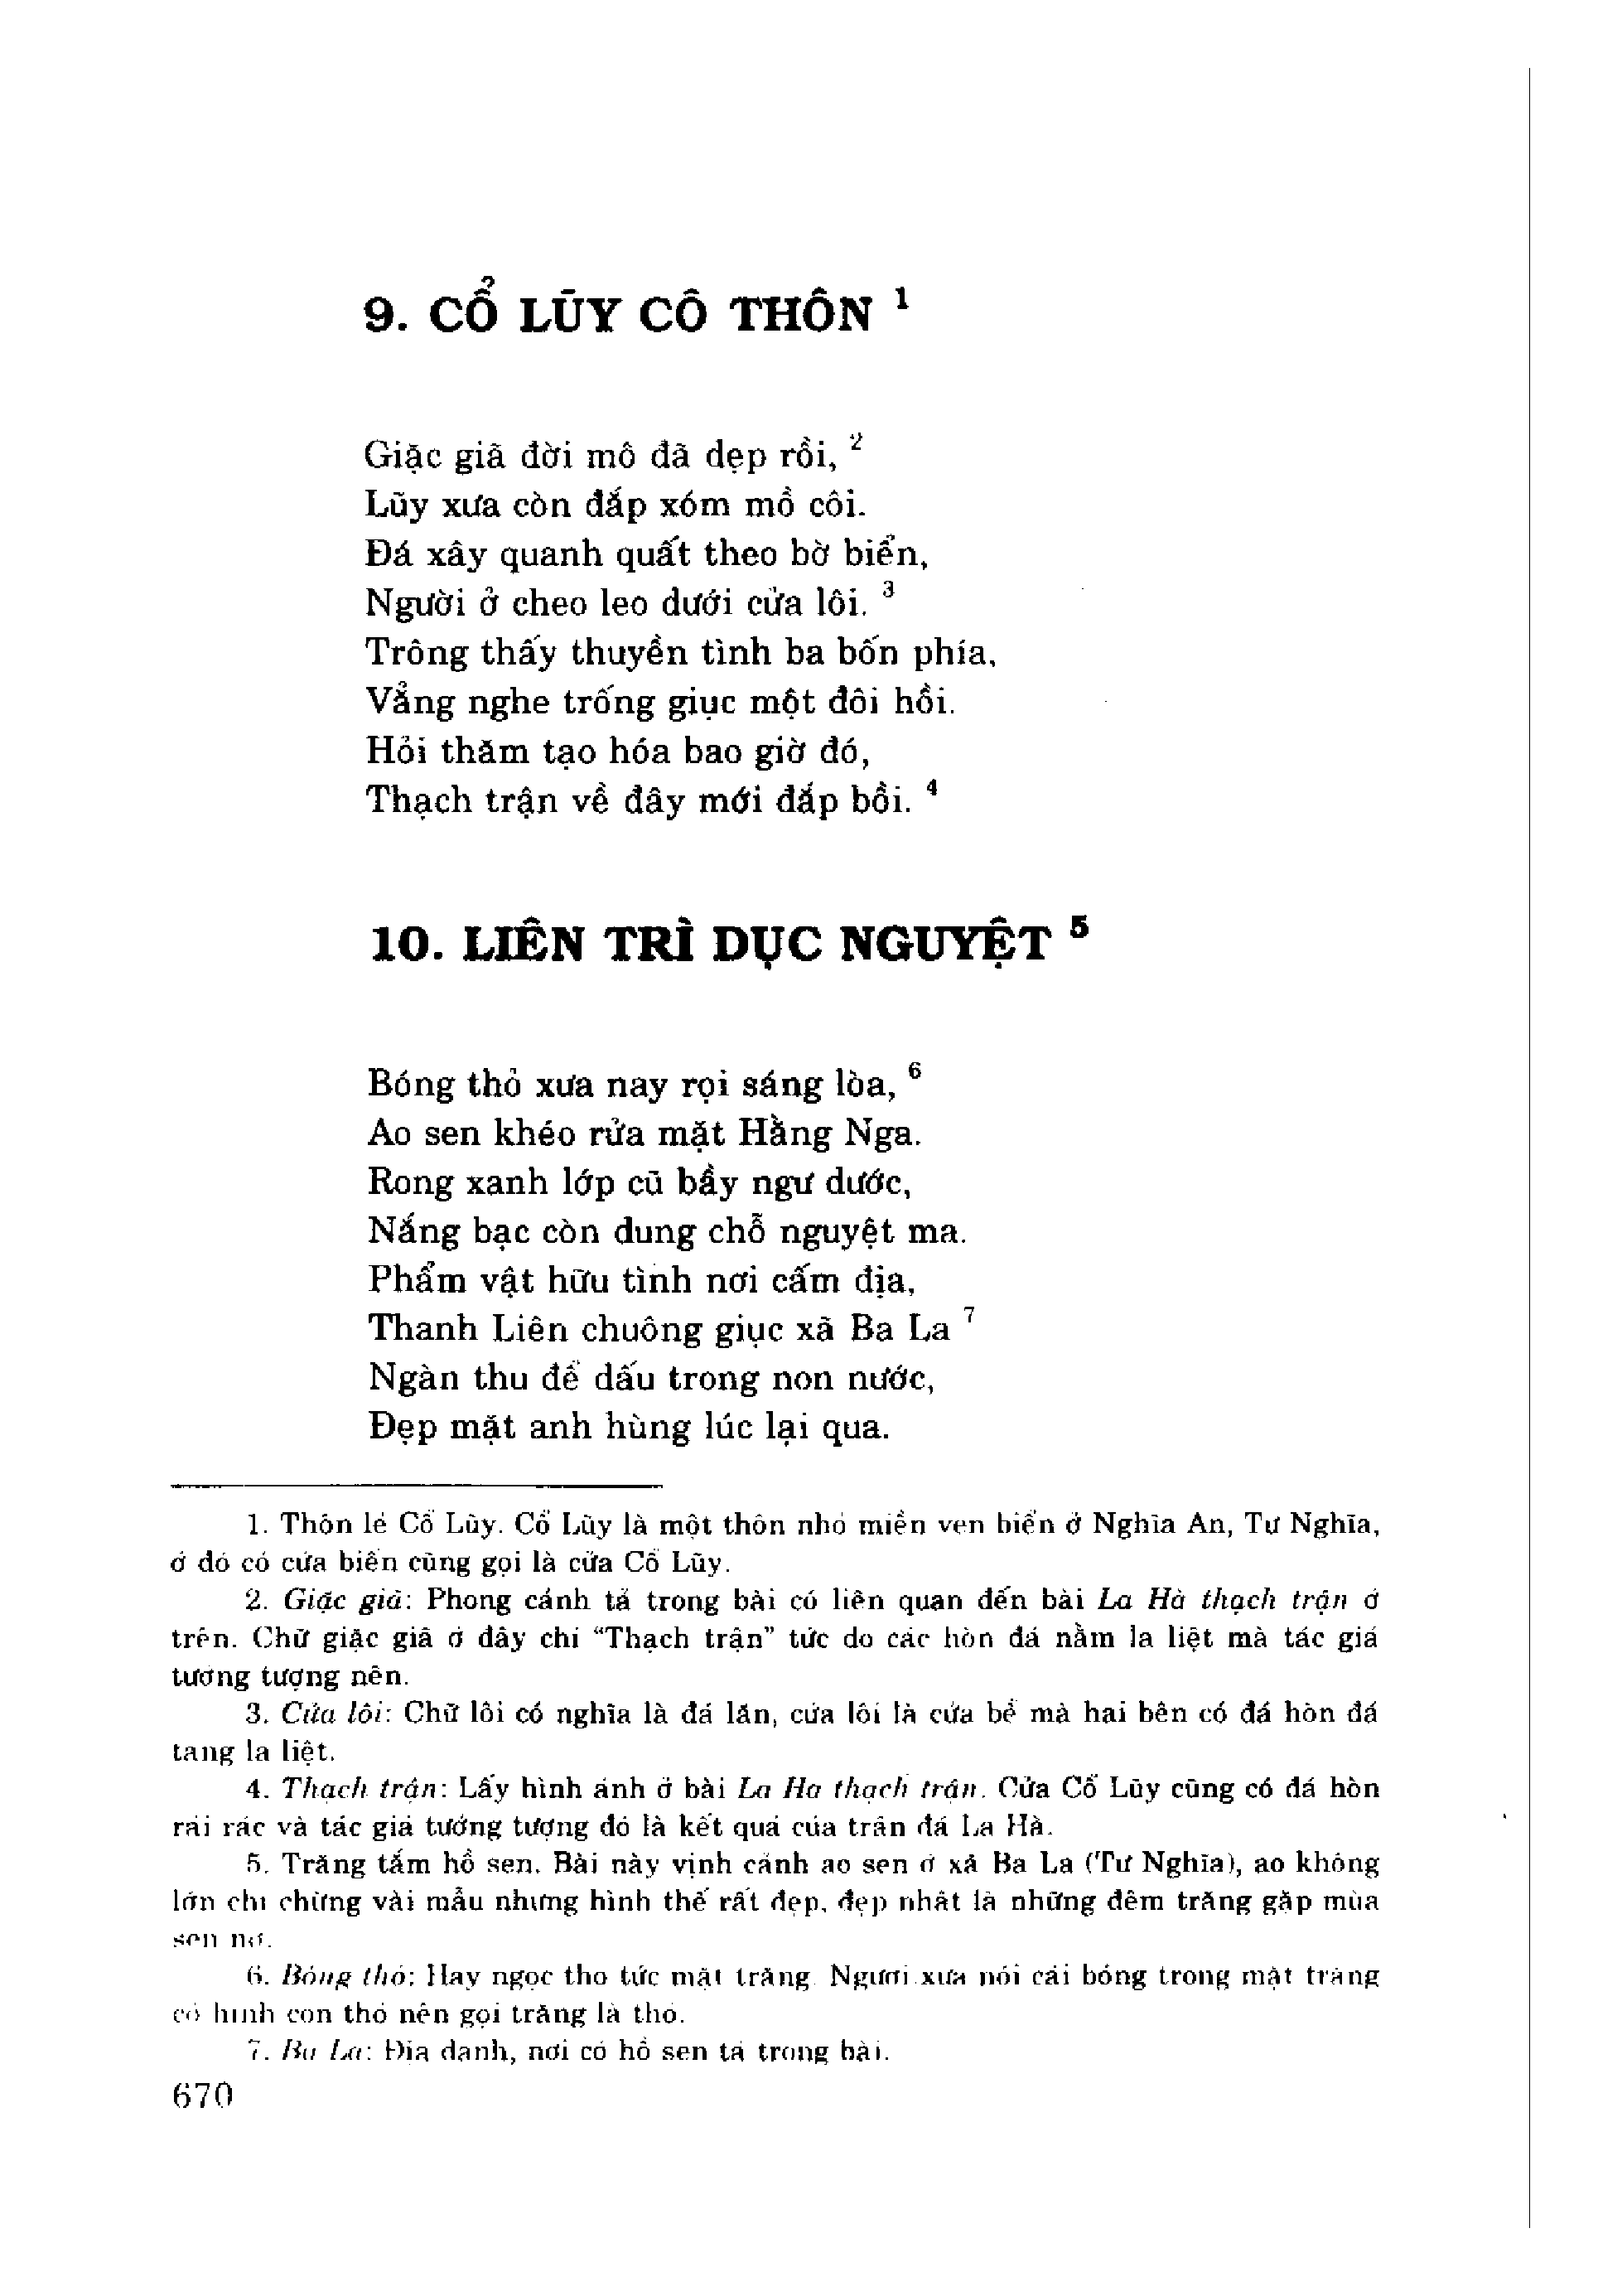 9. CỔ LŨY CÔ THÔN ¹
Giặc giã đời mô đã dẹp rồi, ²
Lũy xưa còn đắp xóm mồ côi.
Đá xây quanh quất theo bờ biển,
Người ở cheo leo dưới cửa lôi. ³
Trông thấy thuyền tình ba bốn phía,
Vẳng nghe trống giục một đôi hồi.
Hỏi thăm tạo hóa bao giờ đó,
Thạch trận về đây mới đắp bồi. ⁴
10. LIÊN TRÌ DỤC NGUYỆT ⁵
Bóng thỏ xưa nay rọi sáng lòa, ⁶
Ao sen khéo rửa mặt Hằng Nga.
Rong xanh lớp cũ bầy ngư dước,
Nắng bạc còn dung chỗ nguyệt ma.
Phẩm vật hữu tình nơi cấm địa,
Thanh Liên chuông giục xã Ba La ⁷
Ngàn thu để dấu trong non nước,
Đẹp mặt anh hùng lúc lại qua.
1. Thôn lẻ Cổ Lũy. Cổ Lũy là một thôn nhỏ miền ven biển ở Nghĩa An, Tư Nghĩa,
ở đó có cửa biển cũng gọi là cửa Cổ Lũy.
2. Giặc giã: Phong cảnh tả trong bài có liên quan đến bài La Hà thạch trận ở
trên. Chữ giặc giã ở đây chỉ “Thạch trận” tức do các hòn đá nằm la liệt mà tác giả
tưởng tượng nên.
3. Cửa lôi: Chữ lôi có nghĩa là đá lăn, cửa lôi là cửa bể mà hai bên có đá hòn đá
tang la liệt.
4. Thạch trận: Lấy hình ảnh ở bài La Hà thạch trận. Cửa Cổ Lũy cũng có đá hòn
rải rác và tác giả tưởng tượng đó là kết quả của trận đá La Hà.
5. Trăng tắm hồ sen. Bài này vịnh cảnh ao sen ở xã Ba La (Tư Nghĩa), ao không
lớn chỉ chừng vài mẫu nhưng hình thế rất đẹp, đẹp nhất là những đêm trăng gặp mùa
sen nở.
6. Bóng thỏ: Hay ngọc thỏ tức mặt trăng. Người xưa nói cái bóng trong mặt trăng
có hình con thỏ nên gọi trăng là thỏ.
7. Ba La: Địa danh, nơi có hồ sen tả trong bài.
670